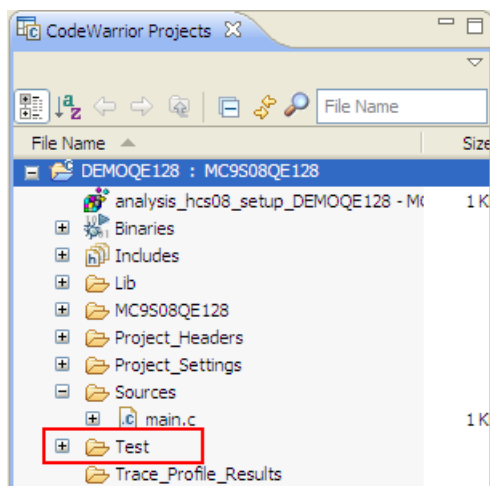 CodeWarrior Projects
File Name
File Name Size
DEMOQE128 : MC9S08QE128
analysis_hcs08_setup_DEMOQE128 - M 1 K
Binaries
Includes
Lib
MC9S08QE128
Project_Headers
Project_Settings
Sources
main.c 1 K
Test
Trace_Profile_Results